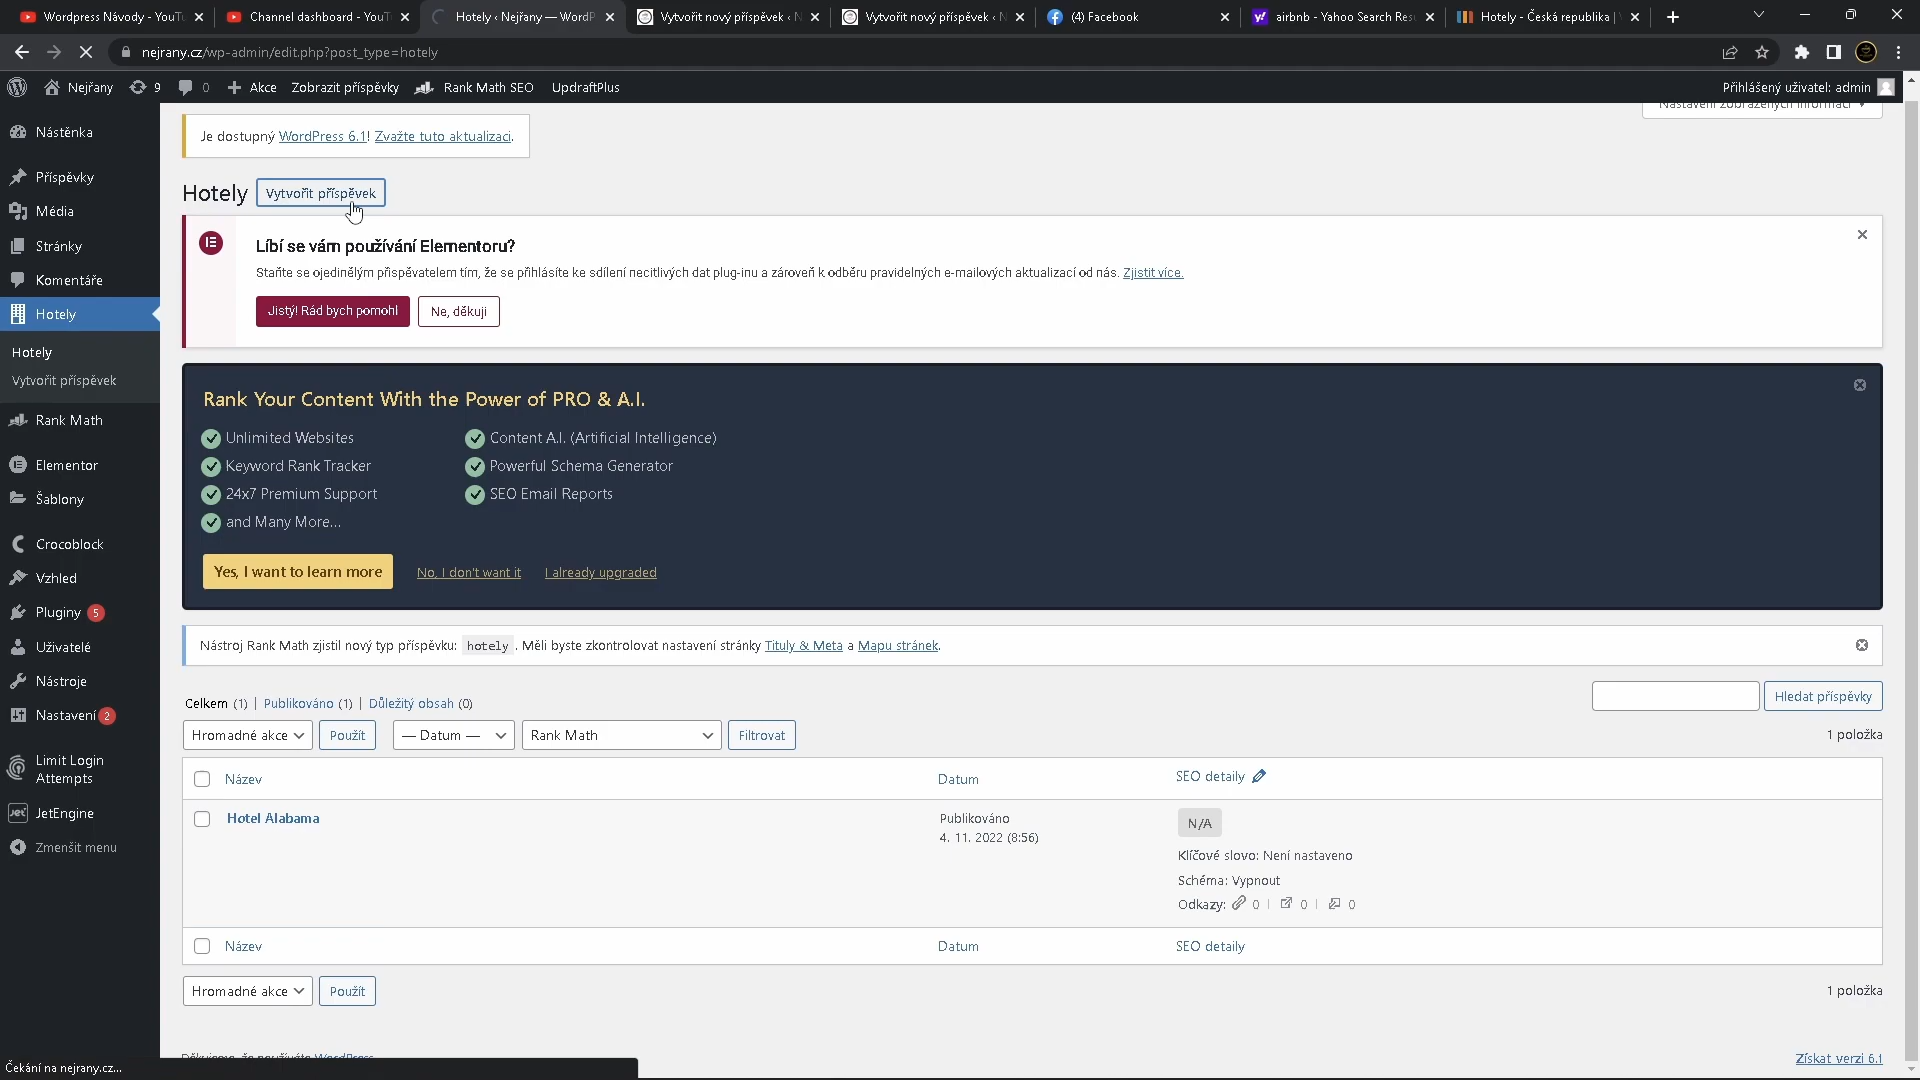 Wordpress Návody - YouTu
Channel dashboard - YouTu
Hotely ‹ Nejřany — WordP
Vytvořit nový příspěvek ‹ N
Vytvořit nový příspěvek ‹ N
(4) Facebook
airbnb - Yahoo Search Resu
Hotely - Česká republika |
nejrany.cz/wp-admin/edit.php?post_type=hotely
Nejřany
9
0
Akce
Zobrazit příspěvky
Rank Math SEO
UpdraftPlus
Přihlášený uživatel: admin
Nastavení zobrazených informací
Nástěnka
Příspěvky
Média
Stránky
Komentáře
Hotely
Hotely
Vytvořit příspěvek
Rank Math
Elementor
Šablony
Crocoblock
Vzhled
Pluginy 5
Uživatelé
Nástroje
Nastavení 2
Limit Login
Attempts
Jet JetEngine
Zmenšit menu
Je dostupný WordPress 6.1! Zvažte tuto aktualizaci.
Hotely Vytvořit příspěvek
Líbí se vám používání Elementoru?
Staňte se ojedinělým přispěvatelem tím, že se přihlásíte ke sdílení necitlivých dat plug-inu a zároveň k odběru pravidelných e-mailových aktualizací od nás. Zjistit více.
Jistý! Rád bych pomohl
Ne, děkuji
Rank Your Content With the Power of PRO & A.I.
Unlimited Websites
Content A.I. (Artificial Intelligence)
Keyword Rank Tracker
Powerful Schema Generator
24x7 Premium Support
SEO Email Reports
and Many More...
Yes, I want to learn more
No, I don't want it
I already upgraded
Nástroj Rank Math zjistil nový typ příspěvku: hotely . Měli byste zkontrolovat nastavení stránky Tituly & Meta a Mapu stránek.
Celkem (1) | Publikováno (1) | Důležitý obsah (0)
Hledat příspěvky
Hromadné akce
Použít
— Datum —
Rank Math
Filtrovat
1 položka
Název
Datum
SEO detaily
Hotel Alabama
Publikováno
4. 11. 2022 (8:56)
N/A
Klíčové slovo: Není nastaveno
Schéma: Vypnout
Odkazy: 0 | 0 | 0
Název
Datum
SEO detaily
Hromadné akce
Použít
1 položka
Děkujeme, že používáte WordPress
Získat verzi 6.1
Čekání na nejrany.cz...